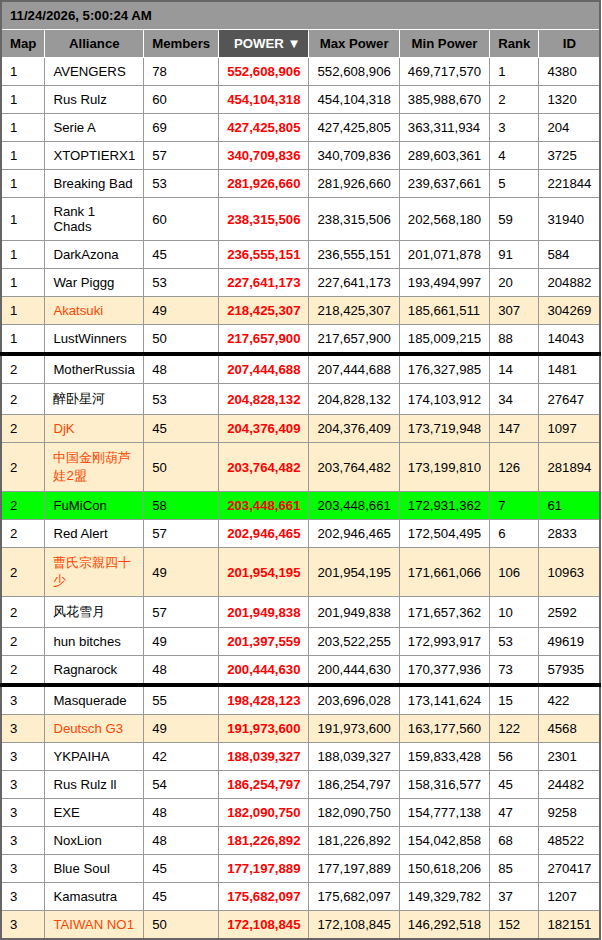 11/24/2026, 5:00:24 AM
Map Alliance Members POWER ▼ Max Power Min Power Rank ID
1 AVENGERS 78 552,608,906 552,608,906 469,717,570 1 4380
1 Rus Rulz 60 454,104,318 454,104,318 385,988,670 2 1320
1 Serie A 69 427,425,805 427,425,805 363,311,934 3 204
1 XTOPTIERX1 57 340,709,836 340,709,836 289,603,361 4 3725
1 Breaking Bad 53 281,926,660 281,926,660 239,637,661 5 221844
1 Rank 1
Chads 60 238,315,506 238,315,506 202,568,180 59 31940
1 DarkAzona 45 236,555,151 236,555,151 201,071,878 91 584
1 War Piggg 53 227,641,173 227,641,173 193,494,997 20 204882
1 Akatsuki 49 218,425,307 218,425,307 185,661,511 307 304269
1 LustWinners 50 217,657,900 217,657,900 185,009,215 88 14043
2 MotherRussia 48 207,444,688 207,444,688 176,327,985 14 1481
2 醉卧星河 53 204,828,132 204,828,132 174,103,912 34 27647
2 DjK 45 204,376,409 204,376,409 173,719,948 147 1097
2 中国金刚葫芦
娃2盟 50 203,764,482 203,764,482 173,199,810 126 281894
2 FuMiCon 58 203,448,661 203,448,661 172,931,362 7 61
2 Red Alert 57 202,946,465 202,946,465 172,504,495 6 2833
2 曹氏宗親四十
少 49 201,954,195 201,954,195 171,661,066 106 10963
2 风花雪月 57 201,949,838 201,949,838 171,657,362 10 2592
2 hun bitches 49 201,397,559 203,522,255 172,993,917 53 49619
2 Ragnarock 48 200,444,630 200,444,630 170,377,936 73 57935
3 Masquerade 55 198,428,123 203,696,028 173,141,624 15 422
3 Deutsch G3 49 191,973,600 191,973,600 163,177,560 122 4568
3 YKPAIHA 42 188,039,327 188,039,327 159,833,428 56 2301
3 Rus Rulz ll 54 186,254,797 186,254,797 158,316,577 45 24482
3 EXE 48 182,090,750 182,090,750 154,777,138 47 9258
3 NoxLion 48 181,226,892 181,226,892 154,042,858 68 48522
3 Blue Soul 45 177,197,889 177,197,889 150,618,206 85 270417
3 Kamasutra 45 175,682,097 175,682,097 149,329,782 37 1207
3 TAIWAN NO1 50 172,108,845 172,108,845 146,292,518 152 182151